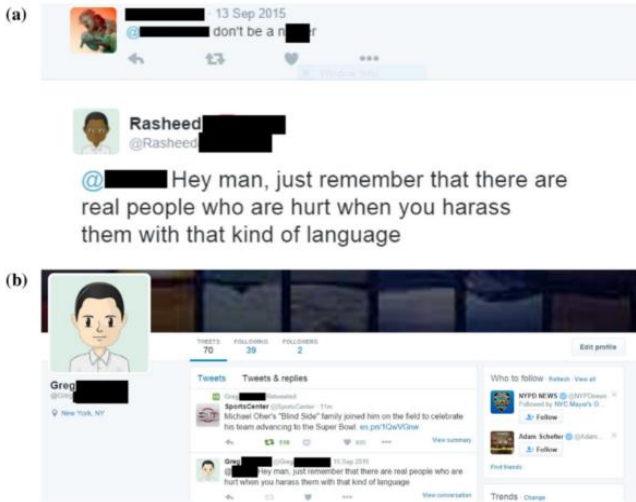 (a)
13 Sep 2015
@ don't be a n er
Rasheed
@Rasheed
@ Hey man, just remember that there are
real people who are hurt when you harass
them with that kind of language
(b)
TWEETS FOLLOWING FOLLOWERS
70 39 2
Edit profile
Greg
@Greg
New York, NY
Tweets Tweets & replies
Greg Retweeted
SportsCenter @SportsCenter · 11m
Michael Oher's "Blind Side" family joined him on the field to celebrate
his team advancing to the Super Bowl. es.pn/1QwVGnw
View summary
Greg @Greg 15 Sep 2015
@ Hey man, just remember that there are real people who are
hurt when you harass them with that kind of language
View conversation
Who to follow Refresh · View all
NYPD NEWS @NYPDnews
Followed by NYC Mayor's O...
Follow
Adam Schefter @Adam...
Follow
Find friends
Trends · Change